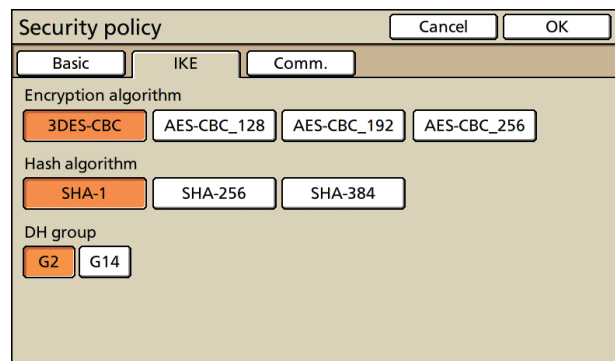 Security policy Cancel OK
Basic IKE Comm.
Encryption algorithm
3DES-CBC AES-CBC_128 AES-CBC_192 AES-CBC_256
Hash algorithm
SHA-1 SHA-256 SHA-384
DH group
G2 G14